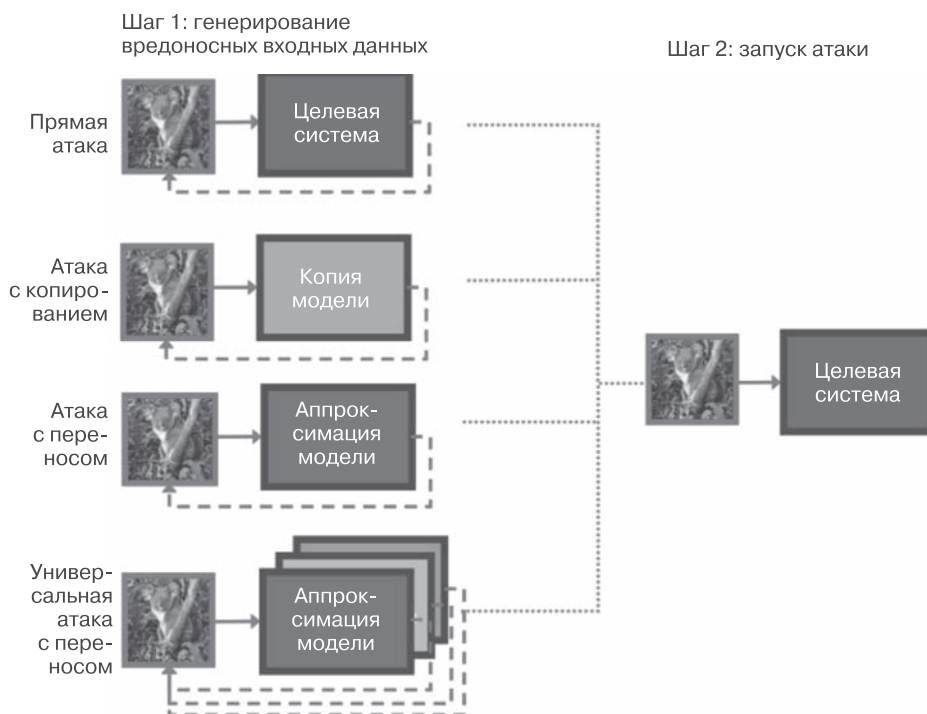 Шаг 1: генерирование
вредоносных входных данных
Шаг 2: запуск атаки
Прямая
атака
Целевая
система
Атака
с копиро-
ванием
Копия
модели
Целевая
система
Атака
с пере-
носом
Аппрок-
симация
модели
Универ-
сальная
атака
с пере-
носом
Аппрок-
симация
модели